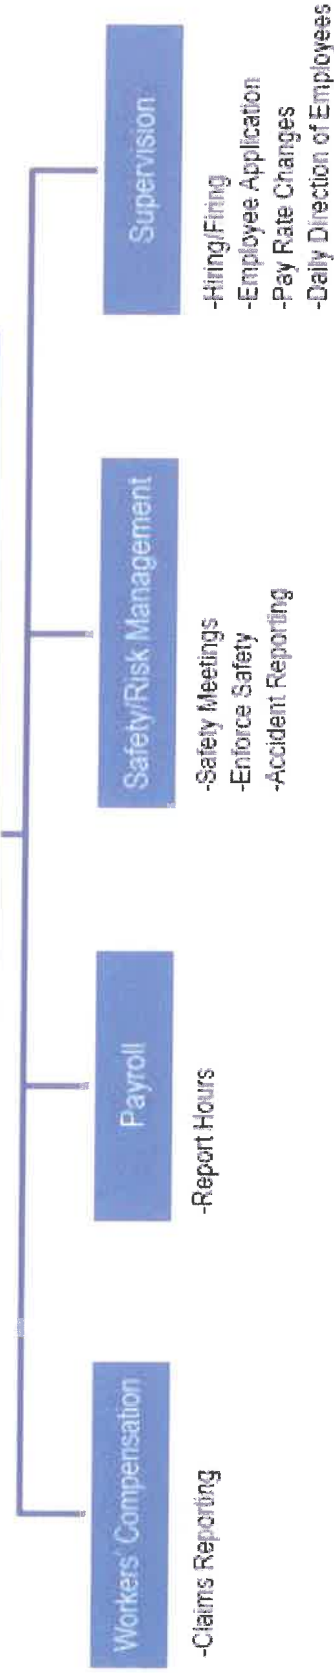 Workers Compensation
-Claims Reporting
Payroll
-Report Hours
Safety/Risk Management
-Safety Meetings
-Enforce Safety
-Accident Reporting
Supervision
-Hiring/Firing
-Employee Application
-Pay Rate Changes
-Daily Direction of Employees